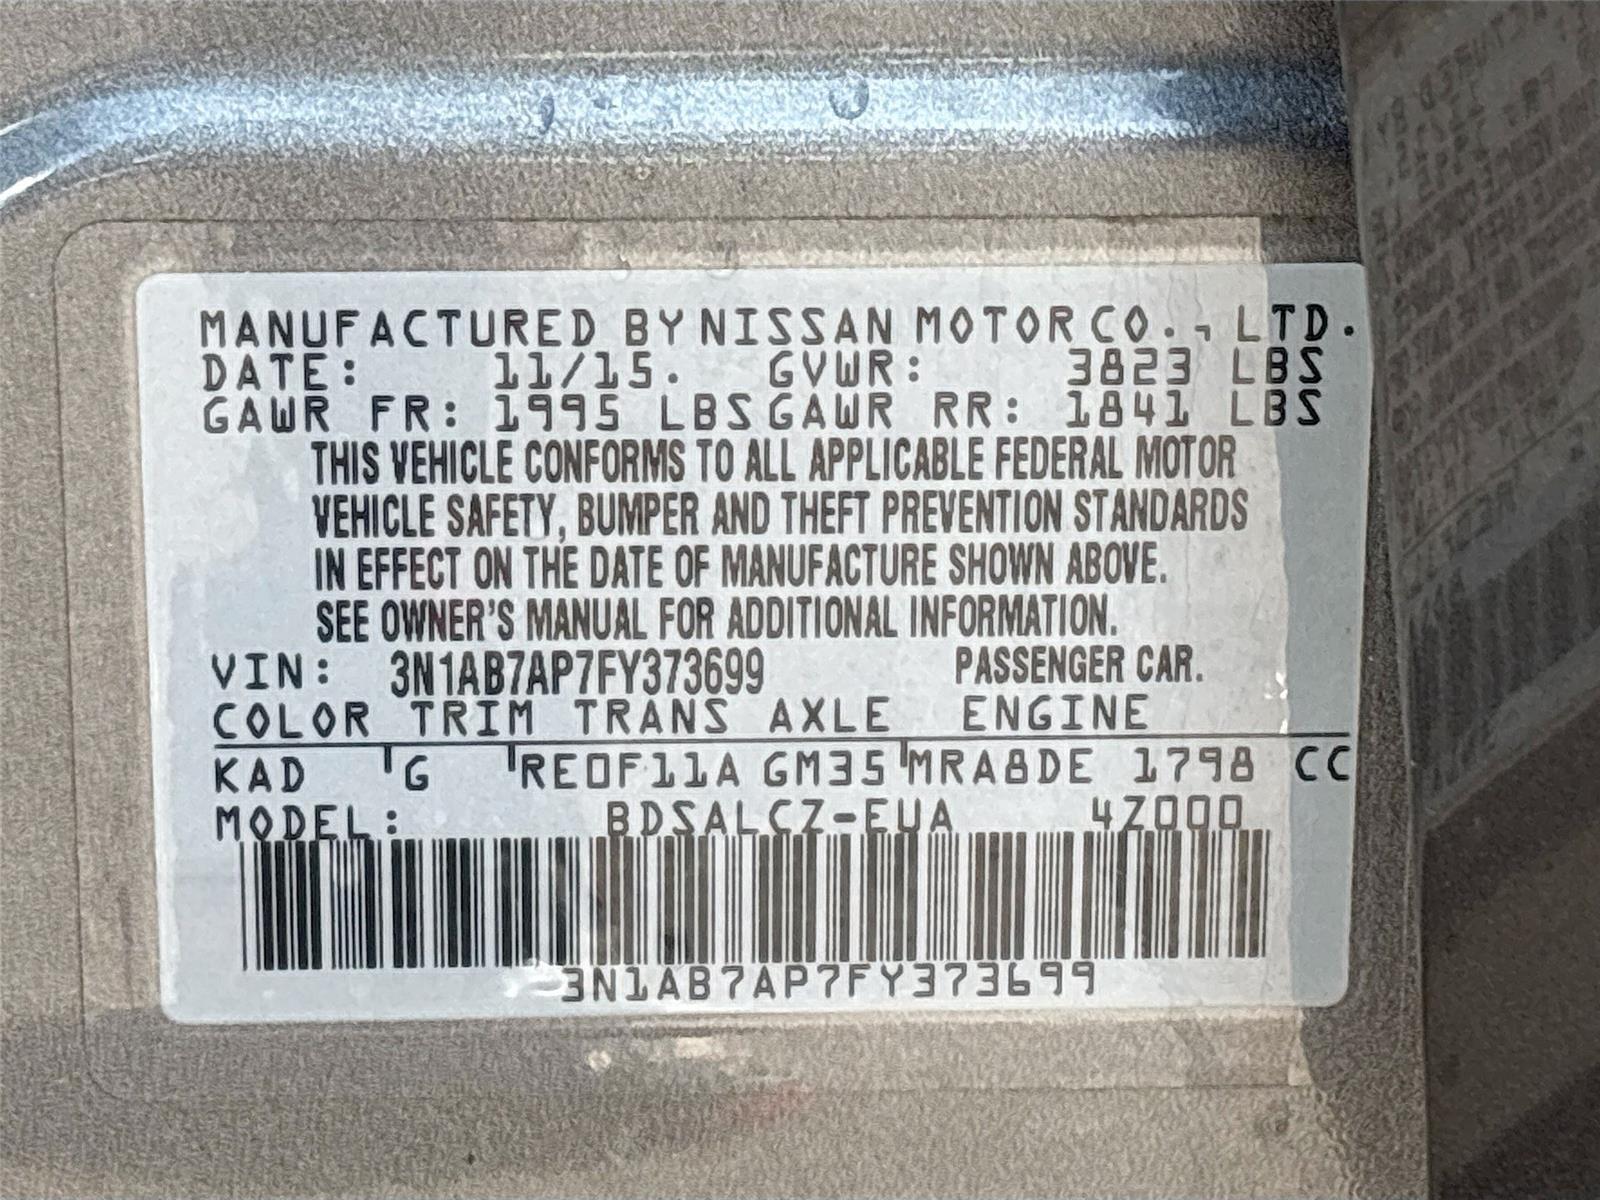 MANUFACTURED BY NISSAN MOTOR CO., LTD.
DATE: 11/15. GVWR: 3823 LBS
GAWR FR: 1995 LBS GAWR RR: 1841 LBS
THIS VEHICLE CONFORMS TO ALL APPLICABLE FEDERAL MOTOR
VEHICLE SAFETY, BUMPER AND THEFT PREVENTION STANDARDS
IN EFFECT ON THE DATE OF MANUFACTURE SHOWN ABOVE.
SEE OWNER'S MANUAL FOR ADDITIONAL INFORMATION.
VIN: 3N1AB7AP7FY373699 PASSENGER CAR.
COLOR TRIM TRANS AXLE ENGINE
KAD G RE0F11A GM35 MRA8DE 1798 CC
MODEL: BDSALCZ-EUA 4Z000
3N1AB7AP7FY373699